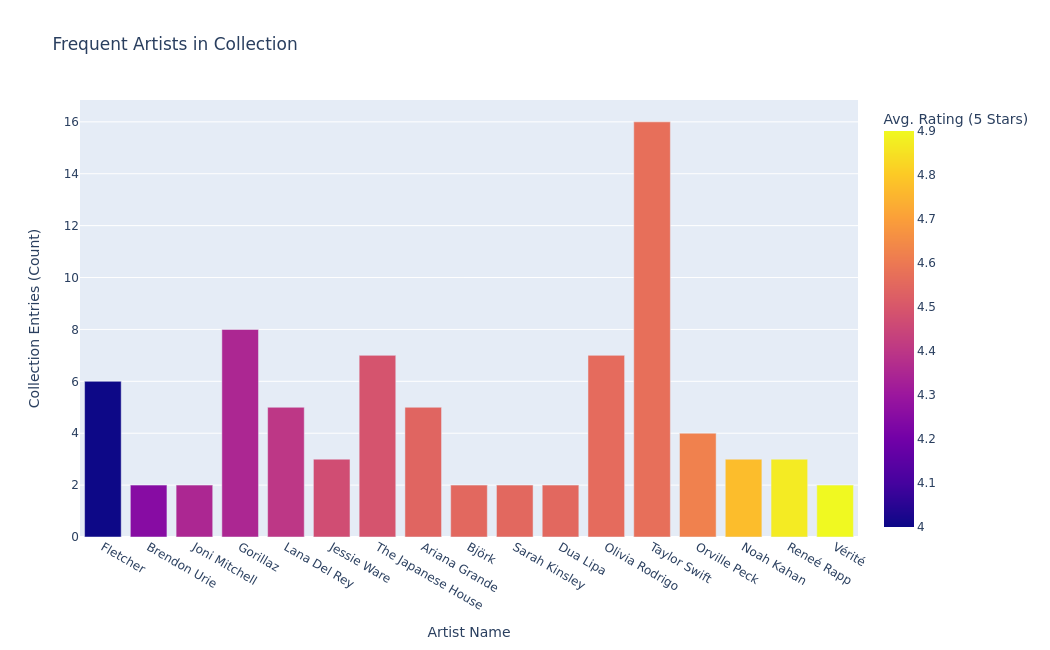 Frequent Artists in Collection
Avg. Rating (5 Stars)
4.9
4.8
4.7
4.6
4.5
4.4
4.3
4.2
4.1
4
Collection Entries (Count)
16
14
12
10
8
6
4
2
0
Fletcher
Brendon Urie
Joni Mitchell
Gorillaz
Lana Del Rey
Jessie Ware
The Japanese House
Ariana Grande
Björk
Sarah Kinsley
Dua Lipa
Olivia Rodrigo
Taylor Swift
Orville Peck
Noah Kahan
Reneé Rapp
Vérité
Artist Name